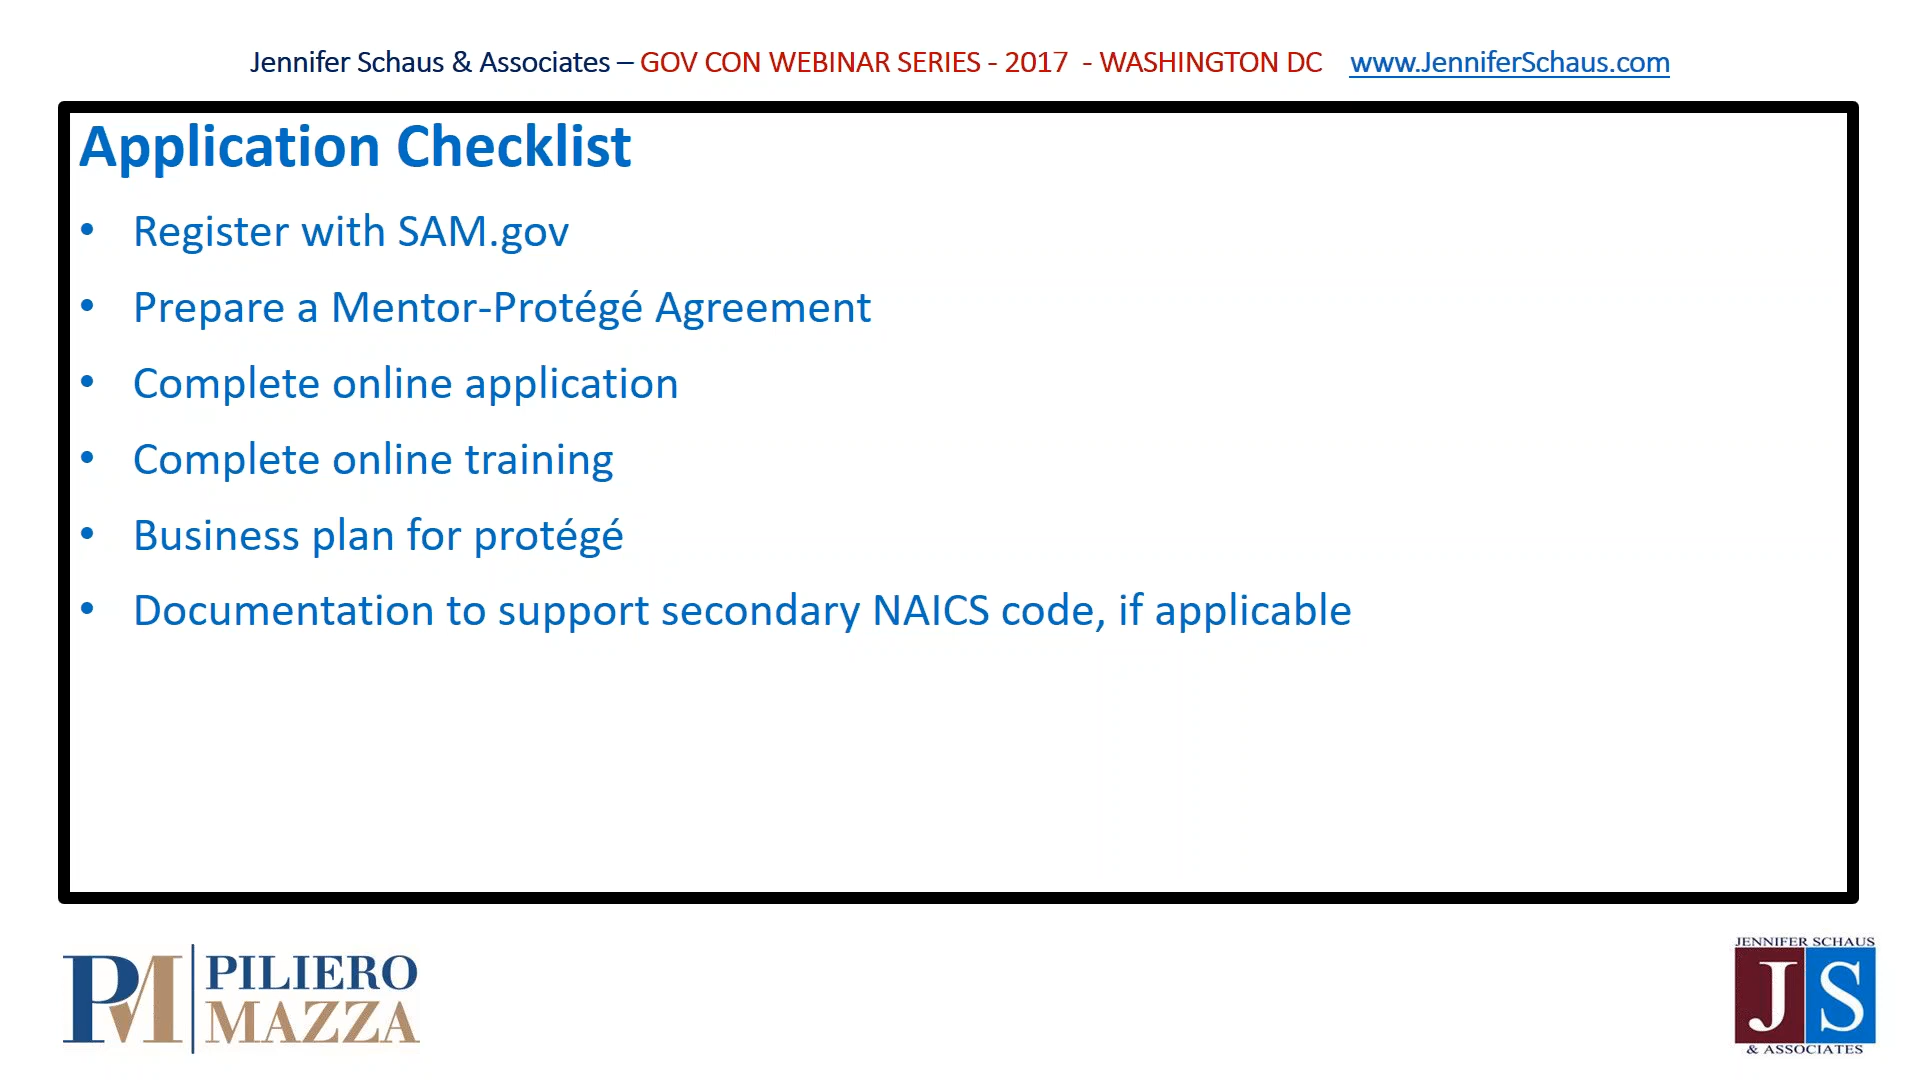 Jennifer Schaus & Associates – GOV CON WEBINAR SERIES - 2017 - WASHINGTON DC www.JenniferSchaus.com
Application Checklist
• Register with SAM.gov
• Prepare a Mentor-Protégé Agreement
• Complete online application
• Complete online training
• Business plan for protégé
• Documentation to support secondary NAICS code, if applicable
PM PILIERO
MAZZA
JENNIFER SCHAUS
JS
& ASSOCIATES